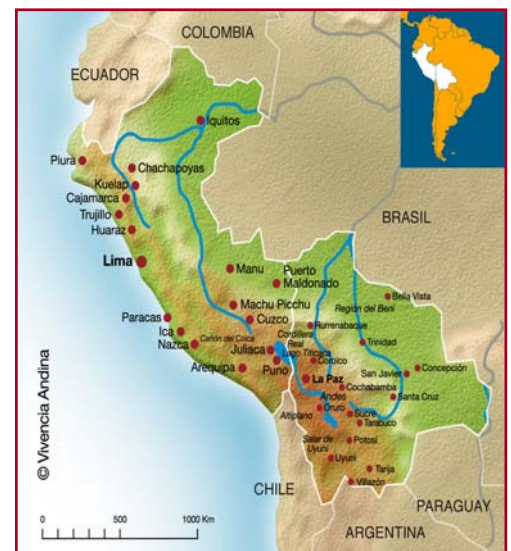 COLOMBIA
ECUADOR
Iquitos
Piura
Chachapoyas
Kuelap
Cajamarca
Trujillo
Huaraz
BRASIL
Lima
Manu
Puerto
Maldonado
Bella Vista
Región del Beni
Machu Picchu
Paracas
Cuzco
Rurrenabaque
Ica
Cañón del Colca
Cordillera
Real
Trinidad
Nazca
Juliaca
Lago Titicaca
Coroico
Concepción
Arequipa
Puno
San Javier
La Paz
Cochabamba
Andes
Santa Cruz
Altiplano
Oruro
Sucre
Tarabuco
Salar de
Uyuni
Potosí
Uyuni
Tarija
Villazón
CHILE
PARAGUAY
ARGENTINA
0 500 1000 Km
© Vivencia Andina